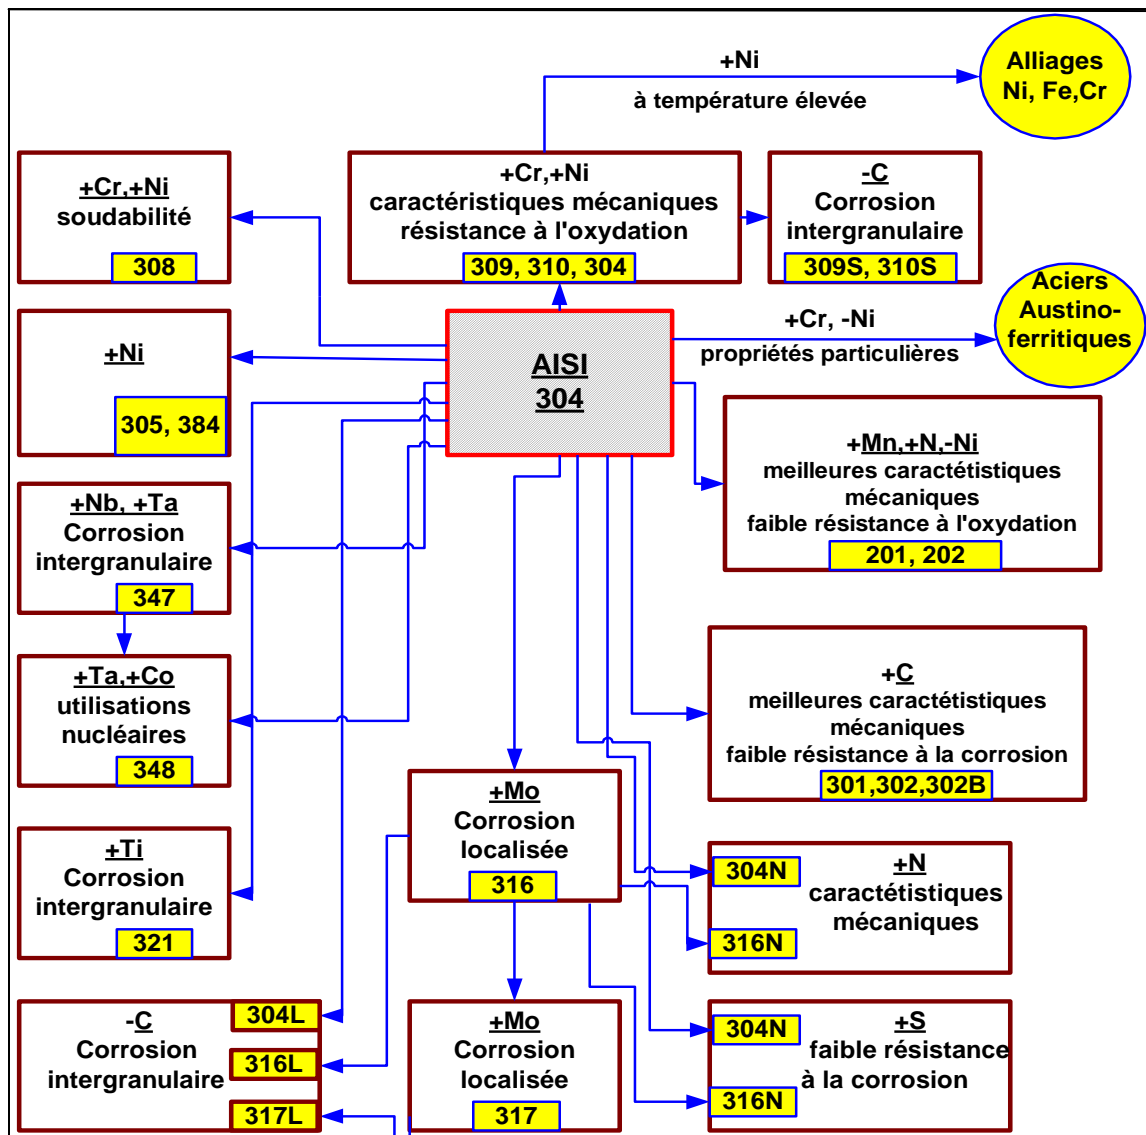 +Ni
à température élevée
Alliages
Ni, Fe,Cr
+Cr,+Ni
soudabilité
308
+Cr,+Ni
caractéristiques mécaniques
résistance à l'oxydation
309, 310, 304
-C
Corrosion
intergranulaire
309S, 310S
+Ni
305, 384
AISI
304
+Cr, -Ni
propriétés particulières
Aciers
Austino-
ferritiques
+Mn,+N,-Ni
meilleures caractétistiques
mécaniques
faible résistance à l'oxydation
201, 202
+Nb, +Ta
Corrosion
intergranulaire
347
+Ta,+Co
utilisations
nucléaires
348
+C
meilleures caractétistiques
mécaniques
faible résistance à la corrosion
301,302,302B
+Ti
Corrosion
intergranulaire
321
+Mo
Corrosion
localisée
316
304N
+N
caractétistiques
mécaniques
316N
-C
Corrosion
intergranulaire
304L
316L
317L
+Mo
Corrosion
localisée
317
304N
+S
faible résistance
à la corrosion
316N